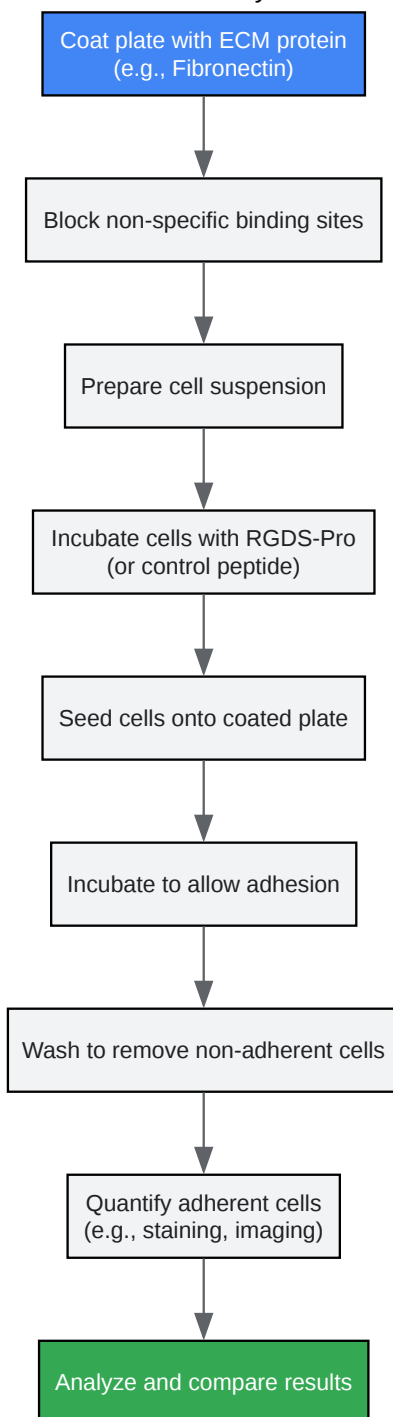 Coat plate with ECM protein
(e.g., Fibronectin)
Block non-specific binding sites
Prepare cell suspension
Incubate cells with RGDS-Pro
(or control peptide)
Seed cells onto coated plate
Incubate to allow adhesion
Wash to remove non-adherent cells
Quantify adherent cells
(e.g., staining, imaging)
Analyze and compare results